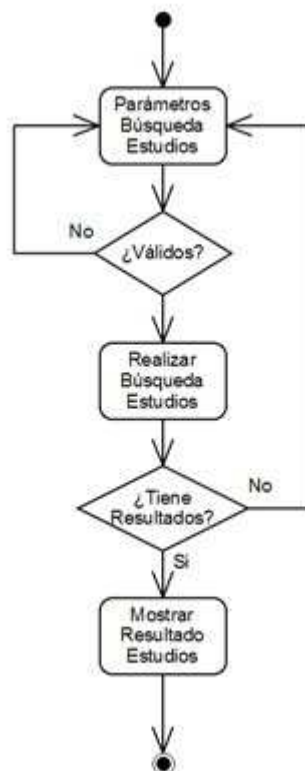 Parámetros
Búsqueda
Estudios
No
¿Válidos?
Realizar
Búsqueda
Estudios
¿Tiene
Resultados?
No
Si
Mostrar
Resultado
Estudios